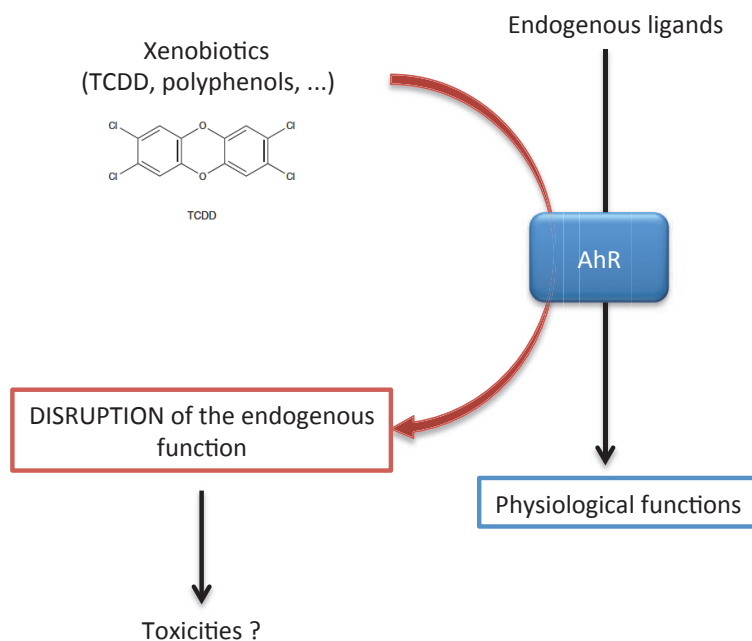 Endogenous ligands
Xenobiotics
(TCDD, polyphenols, ...)
Cl
O
Cl
Cl
O
Cl
TCDD
AhR
DISRUPTION of the endogenous
function
Physiological functions
Toxicities ?